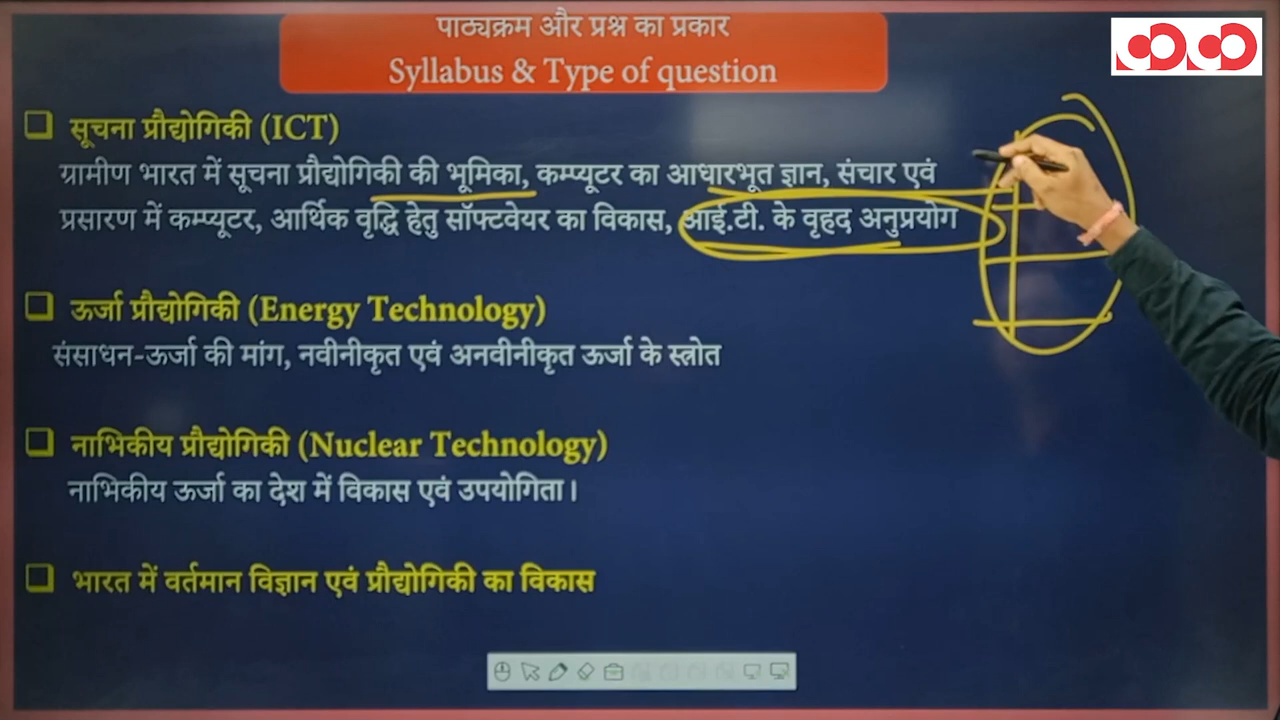 पाठ्यक्रम और प्रश्न का प्रकार
Syllabus & Type of question
सूचना प्रौद्योगिकी (ICT)
ग्रामीण भारत में सूचना प्रौद्योगिकी की भूमिका, कम्प्यूटर का आधारभूत ज्ञान, संचार एवं
प्रसारण में कम्प्यूटर, आर्थिक वृद्धि हेतु सॉफ्टवेयर का विकास, आई.टी. के वृहद अनुप्रयोग
ऊर्जा प्रौद्योगिकी (Energy Technology)
संसाधन-ऊर्जा की मांग, नवीनीकृत एवं अनवीनीकृत ऊर्जा के स्त्रोत
नाभिकीय प्रौद्योगिकी (Nuclear Technology)
नाभिकीय ऊर्जा का देश में विकास एवं उपयोगिता।
भारत में वर्तमान विज्ञान एवं प्रौद्योगिकी का विकास